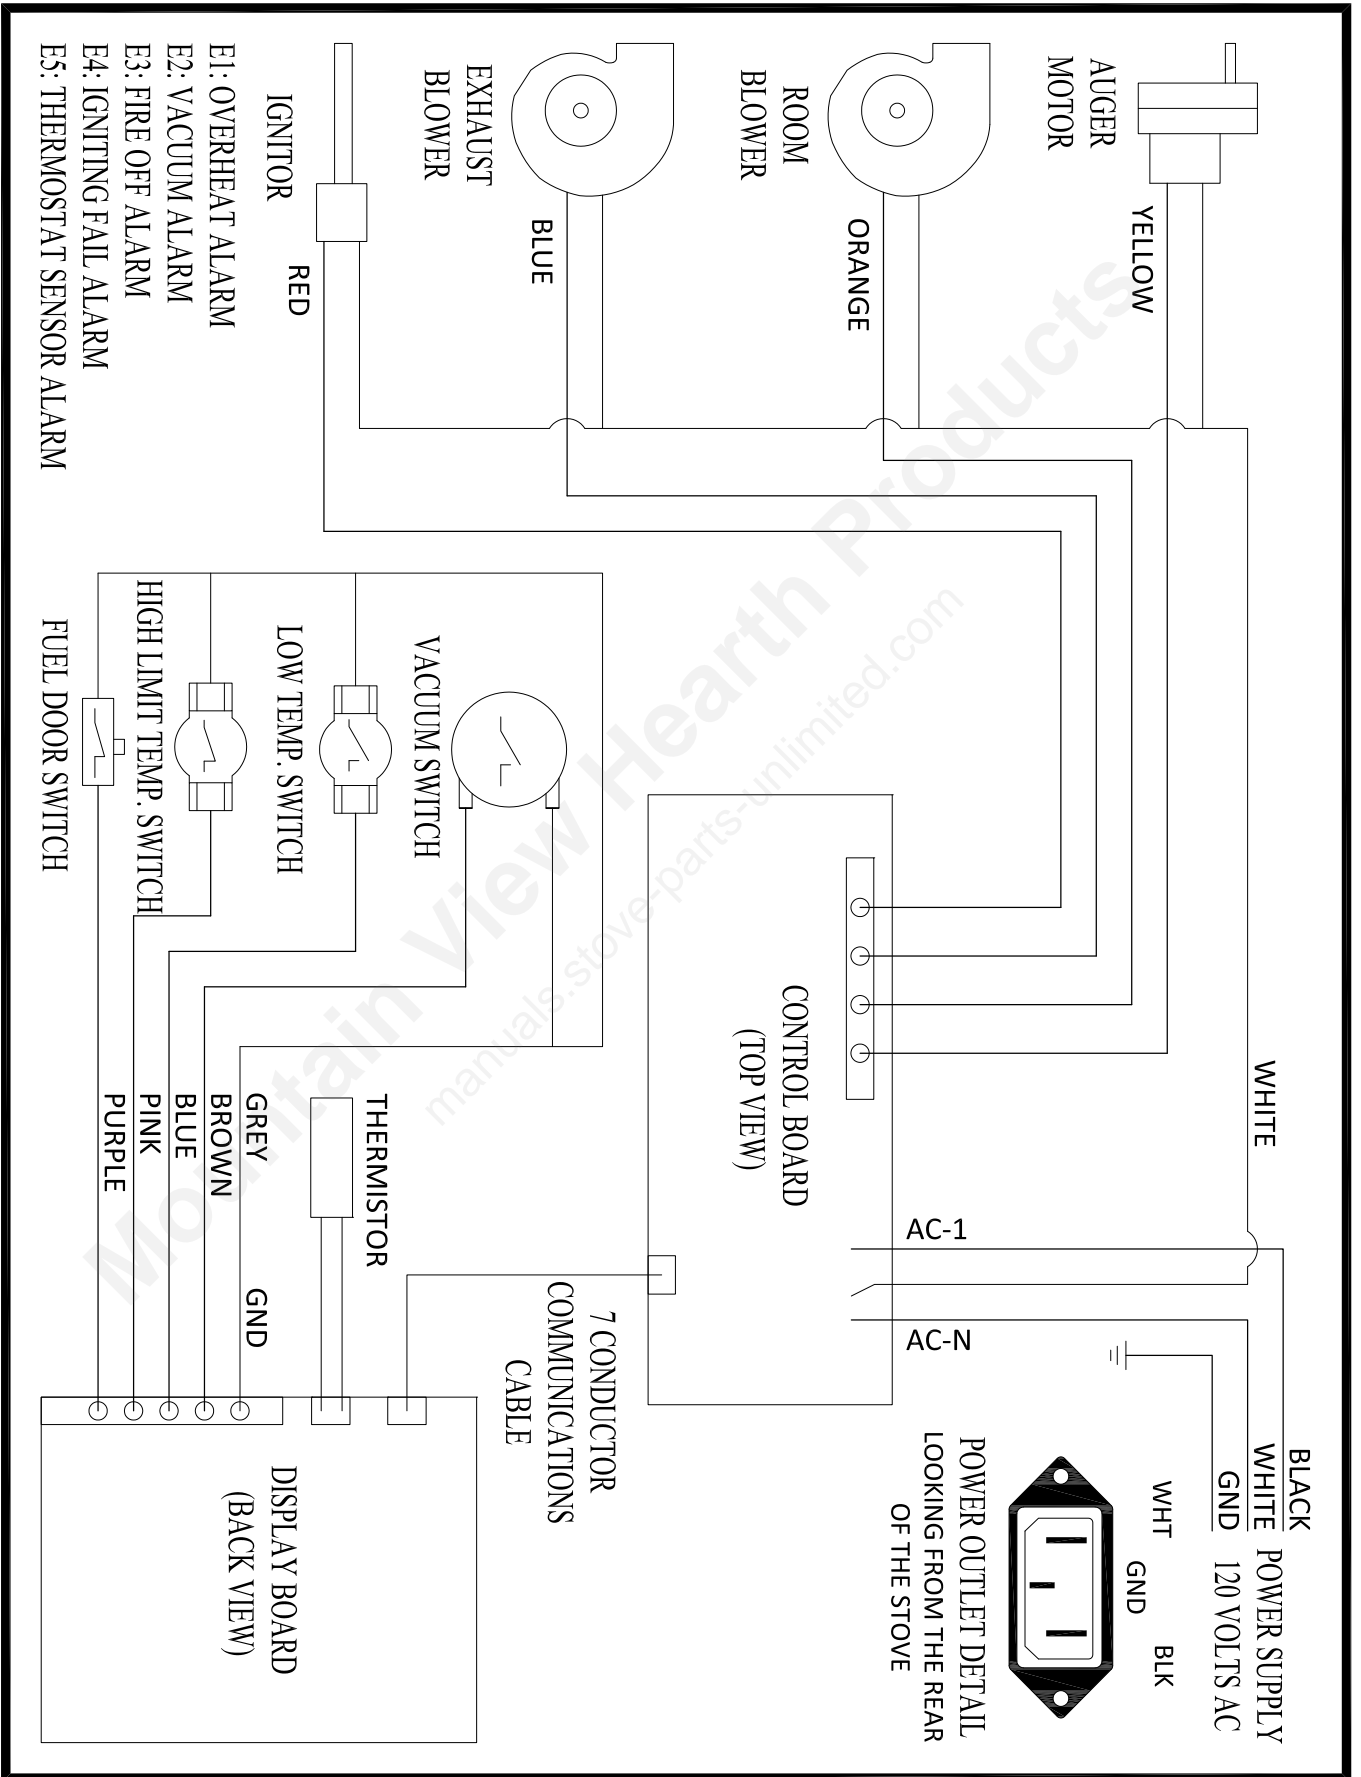 AUGER
MOTOR
YELLOW
ROOM
BLOWER
ORANGE
EXHAUST
BLOWER
BLUE
IGNITOR
RED
E1: OVERHEAT ALARM
E2: VACUUM ALARM
E3: FIRE OFF ALARM
E4: IGNITING FAIL ALARM
E5: THERMOSTAT SENSOR ALARM
WHITE
CONTROL BOARD
(TOP VIEW)
AC-1
AC-N
BLACK
WHITE
GND
POWER SUPPLY
120 VOLTS AC
WHT
GND
BLK
POWER OUTLET DETAIL
LOOKING FROM THE REAR
OF THE STOVE
VACUUM SWITCH
LOW TEMP. SWITCH
HIGH LIMIT TEMP. SWITCH
FUEL DOOR SWITCH
THERMISTOR
7 CONDUCTOR
COMMUNICATIONS
CABLE
GREY
BROWN
BLUE
PINK
PURPLE
GND
DISPLAY BOARD
(BACK VIEW)
Mountain View Hearth Products
manuals.stove-parts-unlimited.com